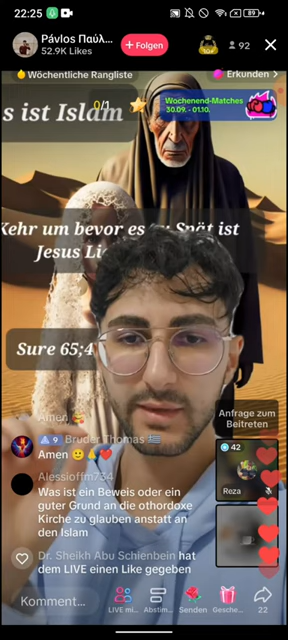 22:25
89
Pávlos Παύλ...
52.9K Likes
+ Folgen
92
Wöchentliche Rangliste
Erkunden >
s ist Islam
0/1
Wochenend-Matches
30.09. - 01.10.
Kehr um bevor es
Spät ist
Jesus Lie
Sure 65;4
Anfrage zum
Beitreten
Amen
9 Bruder Thomas
Amen
42
Reza
Alessioffm734
Was ist ein Beweis oder ein
guter Grund an die othordoxe
Kirche zu glauben anstatt an
den Islam
Dr. Sheikh Abu Schienbein hat
dem LIVE einen Like gegeben
Komment...
LIVE mi...
Abstim...
Senden
Gesche...
22